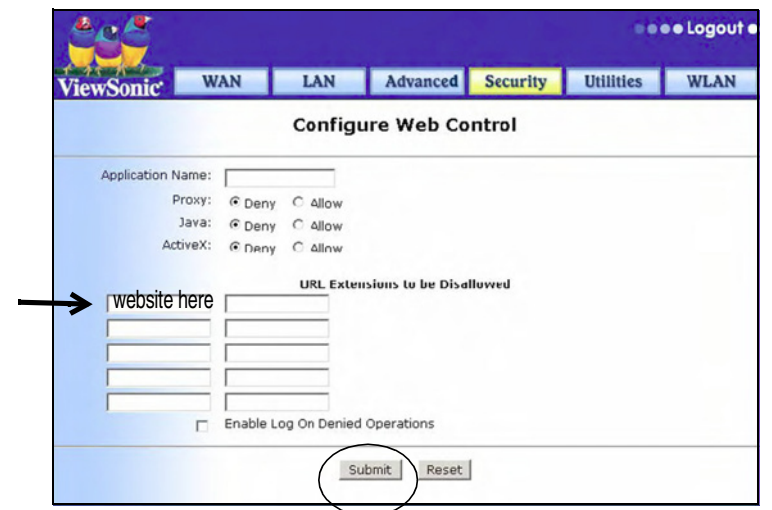 Logout
ViewSonic WAN LAN Advanced Security Utilities WLAN
Configure Web Control
Application Name:
Proxy: Deny Allow
Java: Deny Allow
ActiveX: Deny Allow
URL Extensions to be Disallowed
website here
Enable Log On Denied Operations
Submit Reset